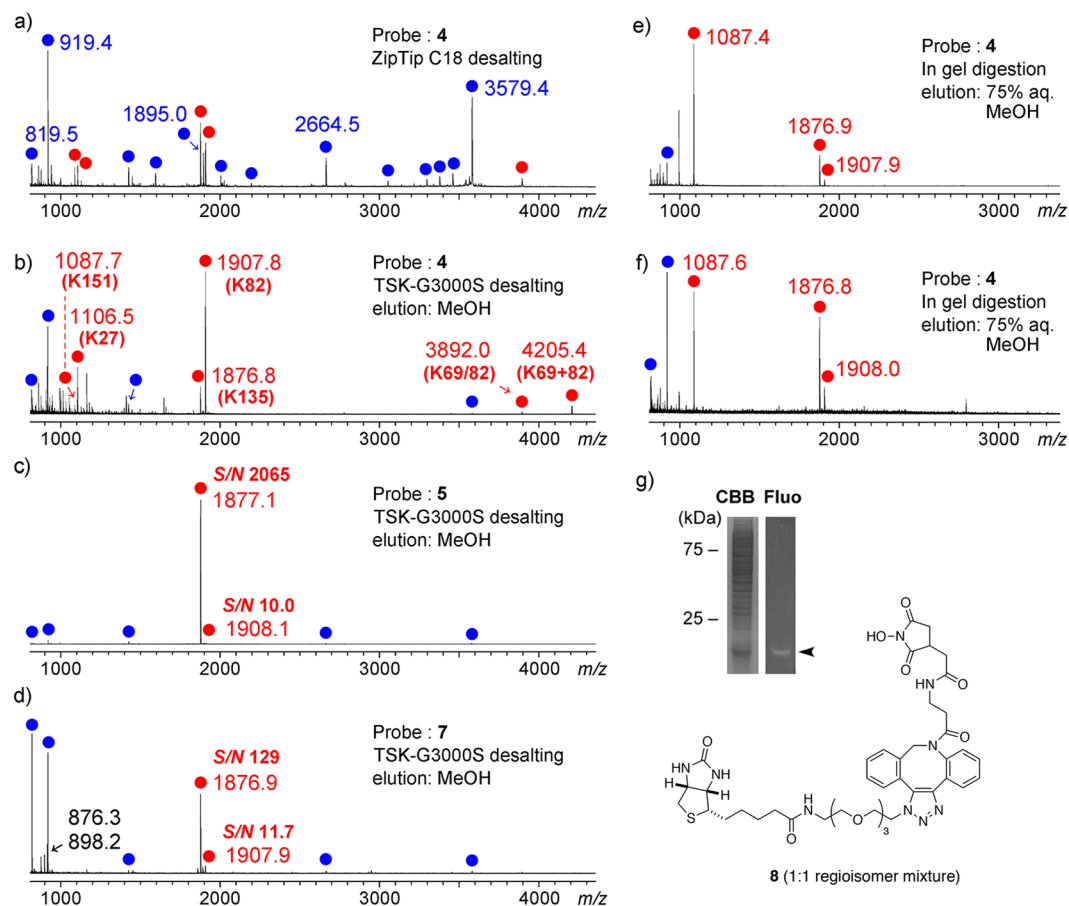 a)
Probe : 4
ZipTip C18 desalting
919.4
819.5
1895.0
2664.5
3579.4
1000 2000 3000 4000 m/z
b)
Probe : 4
TSK-G3000S desalting
elution: MeOH
1087.7
(K151)
1106.5
(K27)
1907.8
(K82)
1876.8
(K135)
3892.0
(K69/82)
4205.4
(K69+82)
1000 2000 3000 4000 m/z
c)
Probe : 5
TSK-G3000S desalting
elution: MeOH
S/N 2065
1877.1
S/N 10.0
1908.1
1000 2000 3000 4000 m/z
d)
Probe : 7
TSK-G3000S desalting
elution: MeOH
876.3
898.2
S/N 129
1876.9
S/N 11.7
1907.9
1000 2000 3000 4000 m/z
e)
Probe : 4
In gel digestion
elution: 75% aq.
MeOH
1087.4
1876.9
1907.9
1000 2000 3000 m/z
f)
Probe : 4
In gel digestion
elution: 75% aq.
MeOH
1087.6
1876.8
1908.0
1000 2000 3000 m/z
g)
CBB Fluo
(kDa)
75
25
O
HO
N
O
HN
O
N
O
O
HN
NH
H
H
S
O
H
N
O
3
N
N
N
8 (1:1 regioisomer mixture)